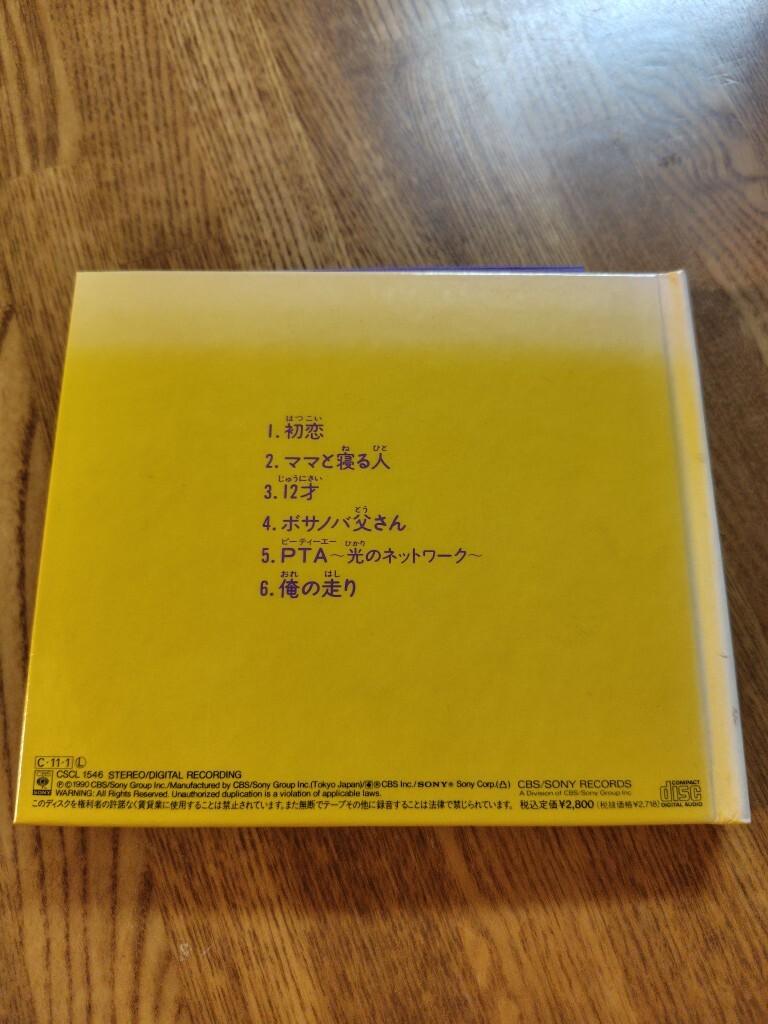 はつこい
1. 初恋
ね ひと
2. ママと寝る人
じゅうにさい
3. 12才
どう
4. ボサノバ父さん
ピーティーエー ひかり
5. PTA～光のネットワーク～
おれ はし
6. 俺の走り
C・11・1 Ⓛ
CBS SONY
CSCL 1546 STEREO/DIGITAL RECORDING
Ⓟ©1990 CBS/Sony Group Inc./Manufactured by CBS/Sony Group Inc.(Tokyo Japan)/®CBS Inc./SONY® Sony Corp.
WARNING: All Rights Reserved. Unauthorized duplication is a violation of applicable laws.
このディスクを権利者の許諾なく賃貸業に使用することは禁止されています。また無断でテープその他に録音することは法律で禁じられています。
CBS/SONY RECORDS
A Division of CBS/Sony Group Inc.
税込定価¥2,800(税抜価格¥2,718)
COMPACT
disc
DIGITAL AUDIO